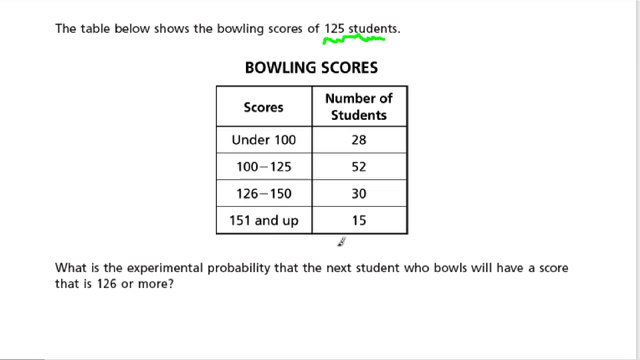 The table below shows the bowling scores of 125 students.
BOWLING SCORES
Scores Number of Students
Under 100 28
100–125 52
126–150 30
151 and up 15
What is the experimental probability that the next student who bowls will have a score
that is 126 or more?